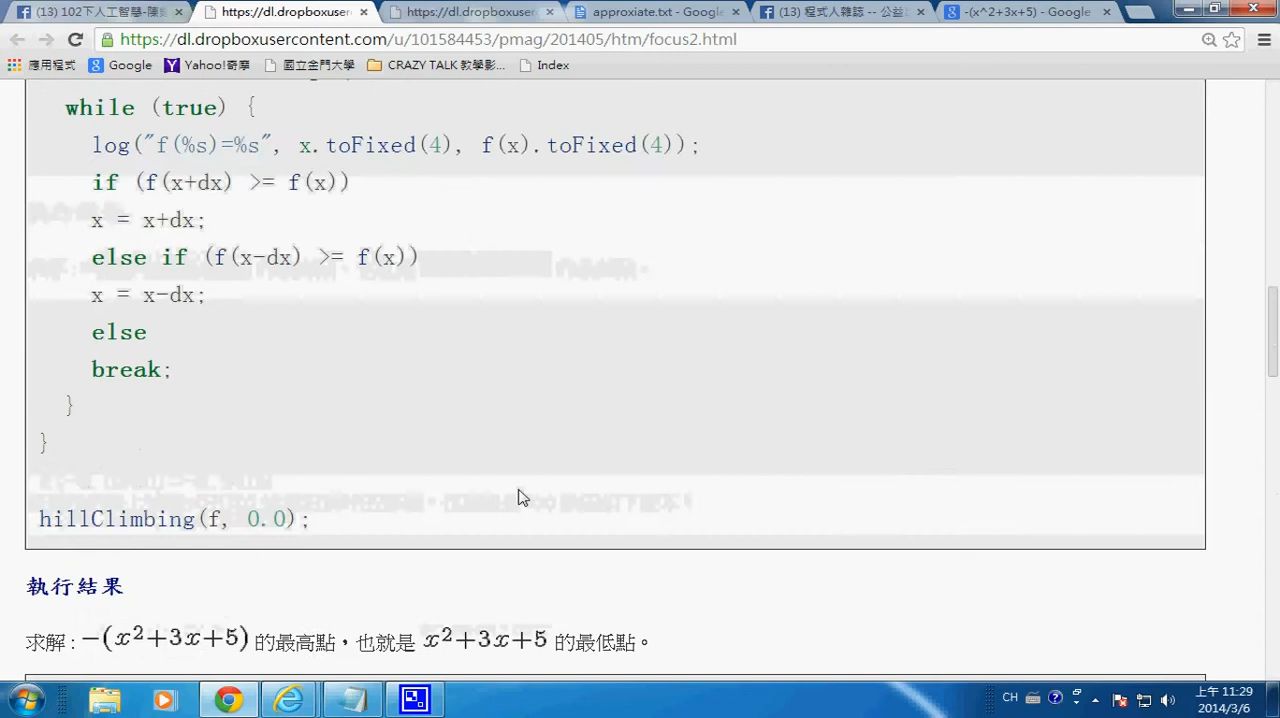 (13) 102下人工智慧-陳
https://dl.dropboxuser
https://dl.dropboxuse
approxiate.txt - Google
(13) 程式人雜誌 -- 公益
-(x^2+3x+5) - Google
https://dl.dropboxusercontent.com/u/101584453/pmag/201405/htm/focus2.html
應用程式
Google
Yahoo!奇摩
國立金門大學
CRAZY TALK 教學影...
Index
while (true) {
log("f(%s)=%s", x.toFixed(4), f(x).toFixed(4));
if (f(x+dx) >= f(x))
x = x+dx;
else if (f(x-dx) >= f(x))
x = x-dx;
else
break;
}
}
hillClimbing(f, 0.0);
執行結果
求解 : −(x²+3x+5) 的最高點，也就是 x²+3x+5 的最低點。
CH
上午 11:29
2014/3/6